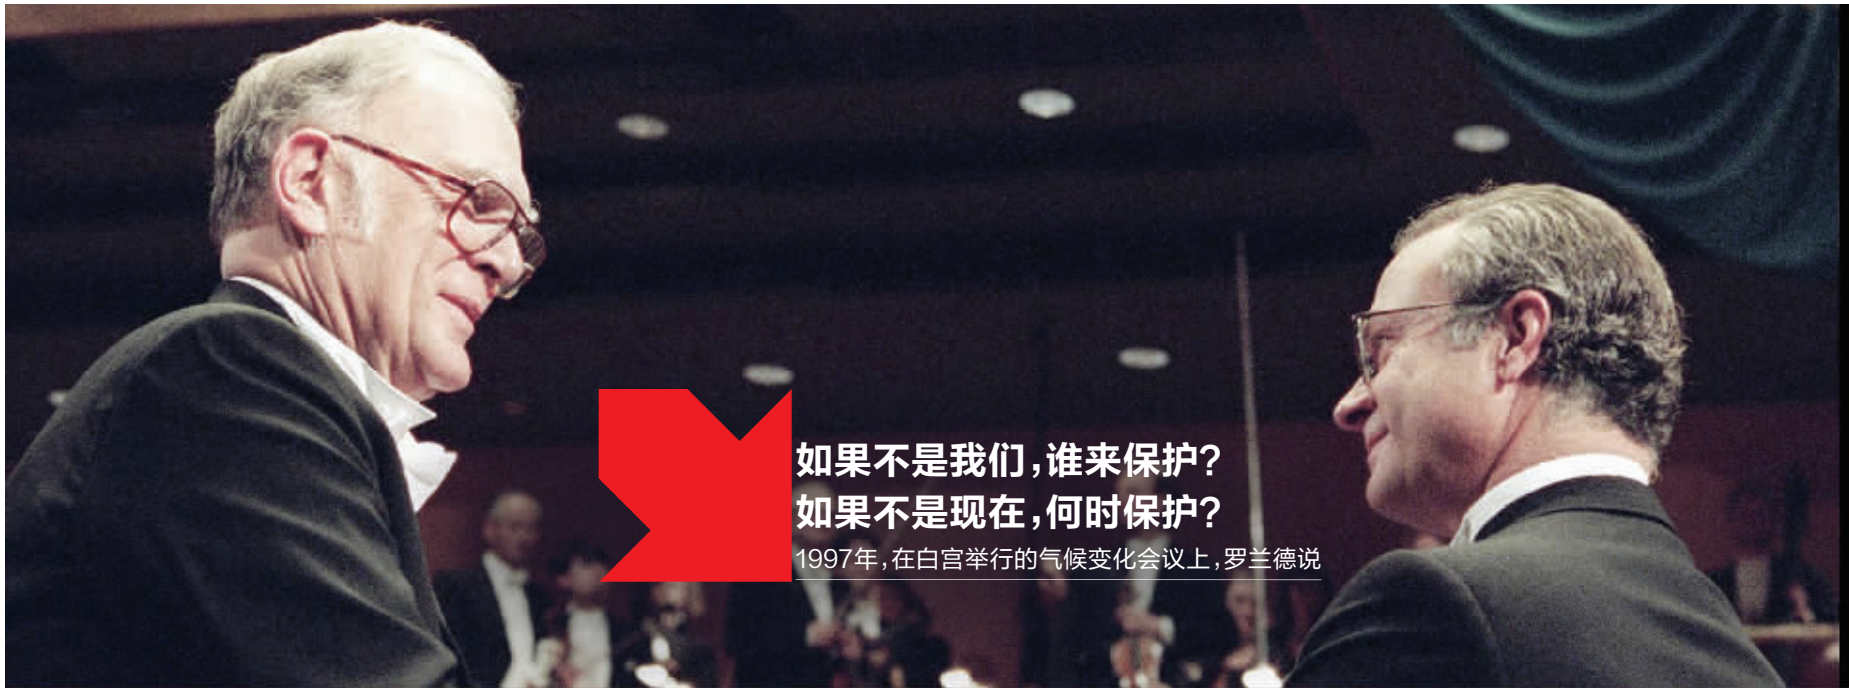 如果不是我们，谁来保护？
如果不是现在，何时保护？
1997年，在白宫举行的气候变化会议上，罗兰德说